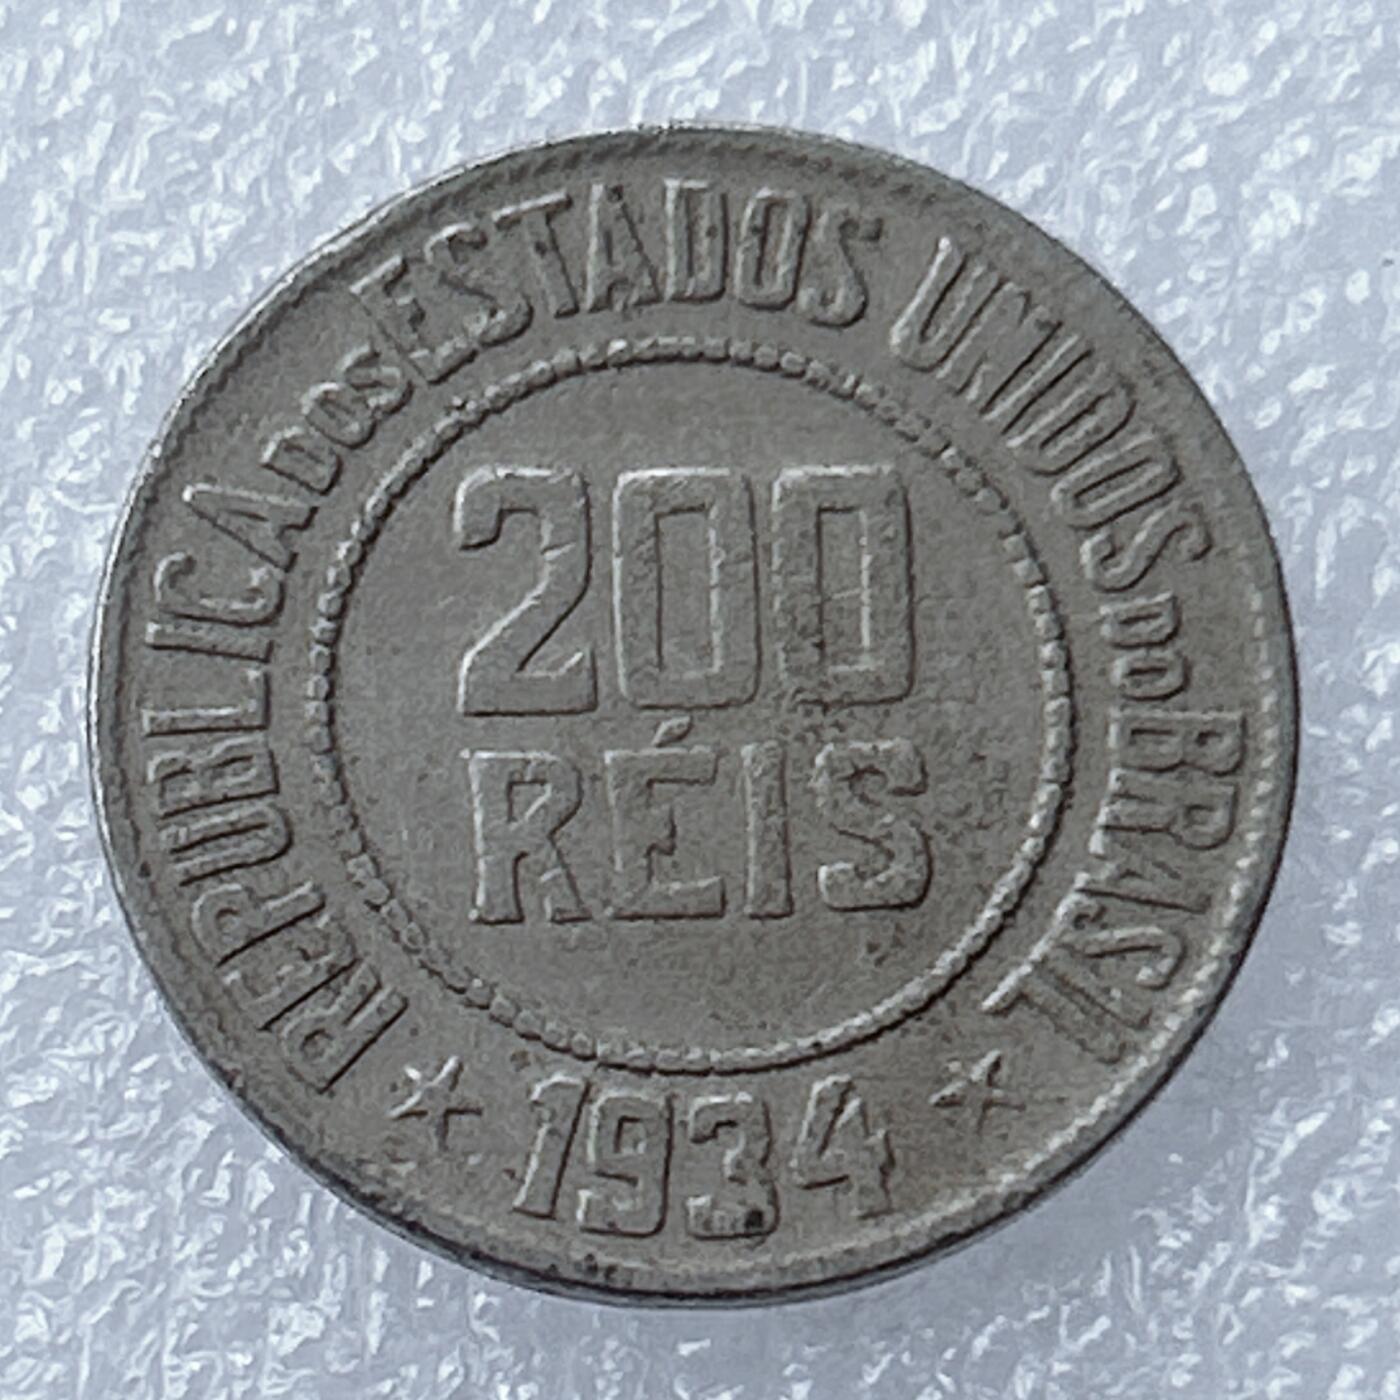 REPUBLICA DOS ESTADOS UNIDOS DO BRASIL
200
RÉIS
1934